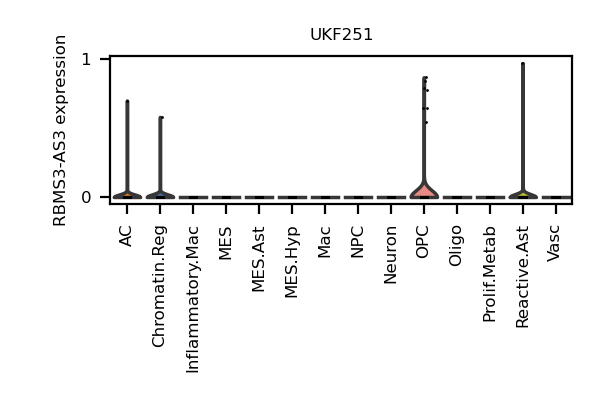 UKF251
RBMS3-AS3 expression
1
0
AC
Chromatin.Reg
Inflammatory.Mac
MES
MES.Ast
MES.Hyp
Mac
NPC
Neuron
OPC
Oligo
Prolif.Metab
Reactive.Ast
Vasc